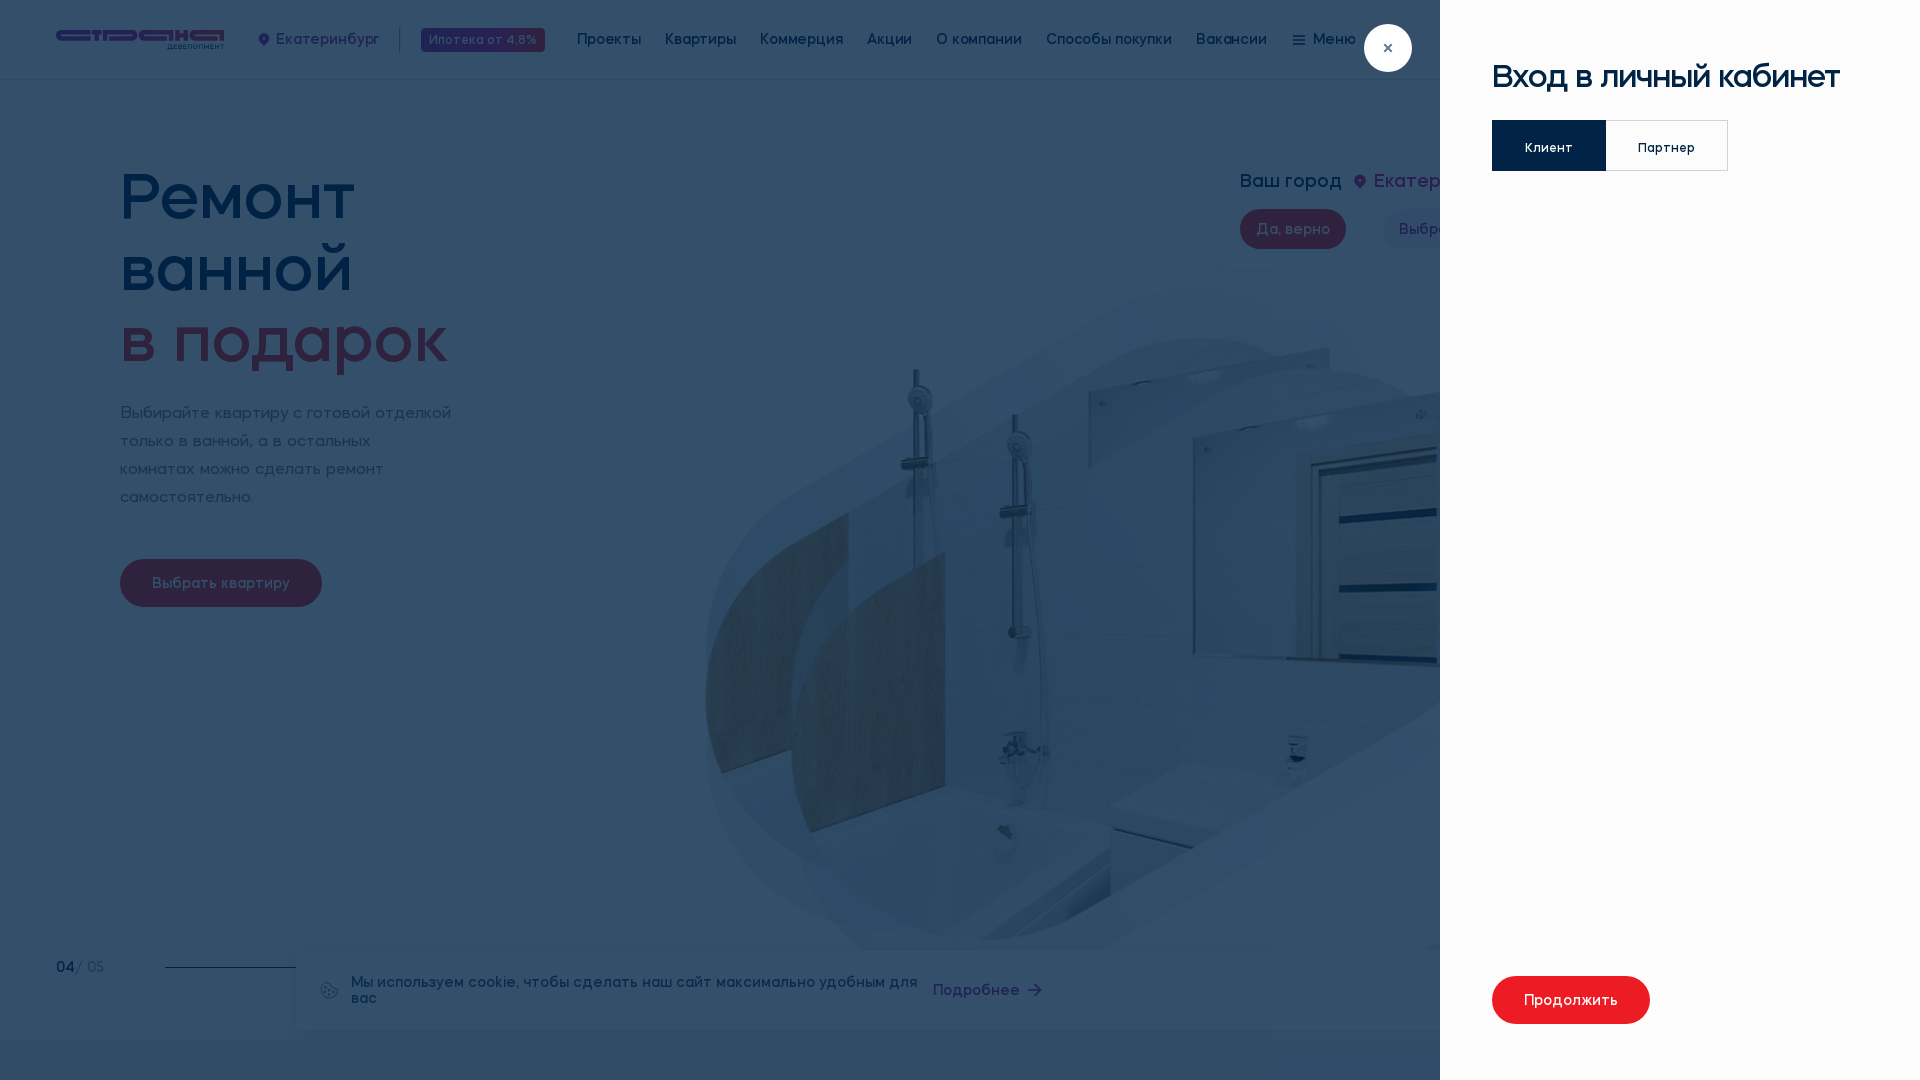 страна
ДЕВЕЛОПМЕНТ
Екатеринбург
Ипотека от 4,8%
Проекты
Квартиры
Коммерция
Акции
О компании
Способы покупки
Вакансии
Меню
Вход в личный кабинет
Клиент
Партнер
Ремонт
ванной
в подарок
Ваш город
Екатер
Да, верно
Выбр
Выбирайте квартиру с готовой отделкой
только в ванной, а в остальных
комнатах можно сделать ремонт
самостоятельно.
Выбрать квартиру
04 / 05
Мы используем cookie, чтобы сделать наш сайт максимально удобным для
вас
Подробнее
Продолжить